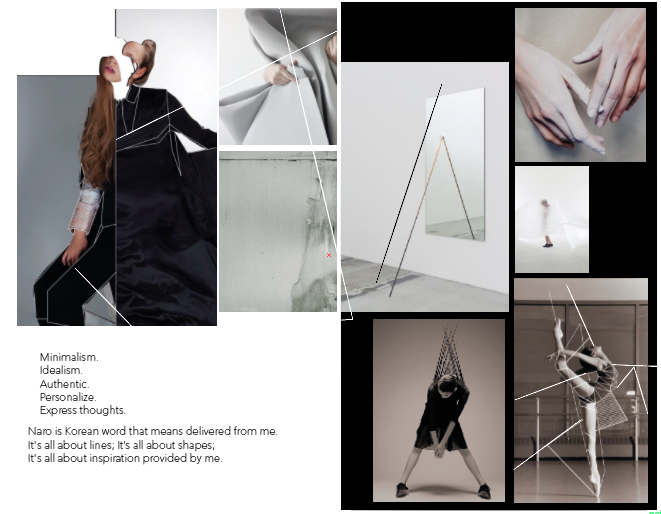 Minimalism.
Idealism.
Authentic.
Personalize.
Express thoughts.
Naro is Korean word that means delivered from me.
It's all about lines; It's all about shapes;
It's all about inspiration provided by me.